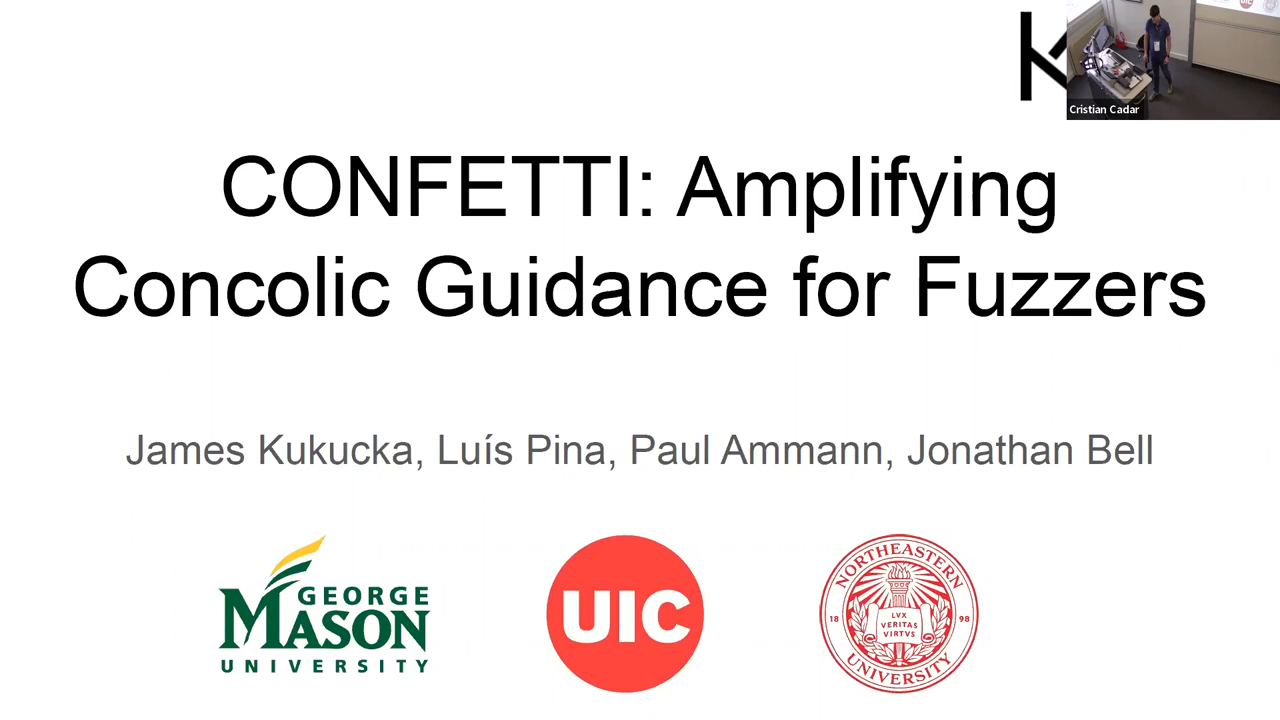 Cristian Cadar
CONFETTI: Amplifying
Concolic Guidance for Fuzzers
James Kukucka, Luís Pina, Paul Ammann, Jonathan Bell
GEORGE
MASON
UNIVERSITY
UIC
NORTHEASTERN
UNIVERSITY
18
98
LVX
VERITAS
VIRTVS